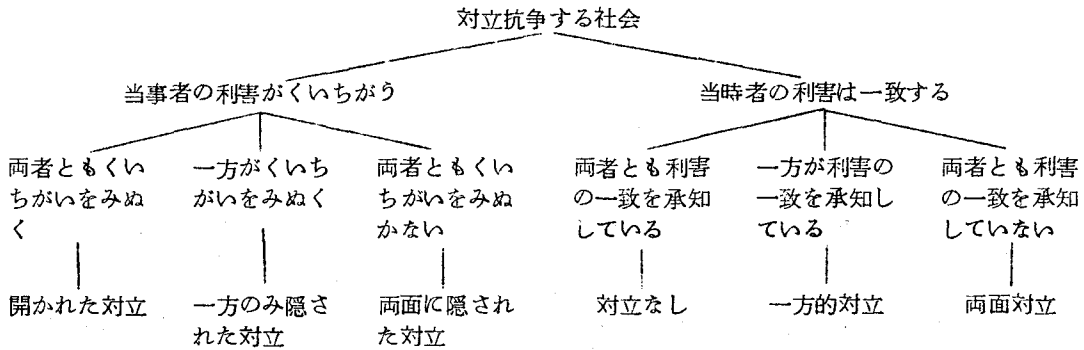 対立抗争する社会
当事者の利害がくいちがう
当時者の利害は一致する
両者ともくい
ちがいをみぬ
く
一方がくいち
がいをみぬく
両者ともくい
ちがいをみぬ
かない
両者とも利害
の一致を承知
している
一方が利害の
一致を承知し
ている
両者とも利害
の一致を承知
していない
開かれた対立
一方のみ隠さ
れた対立
両面に隠され
た対立
対立なし
一方的対立
両面対立